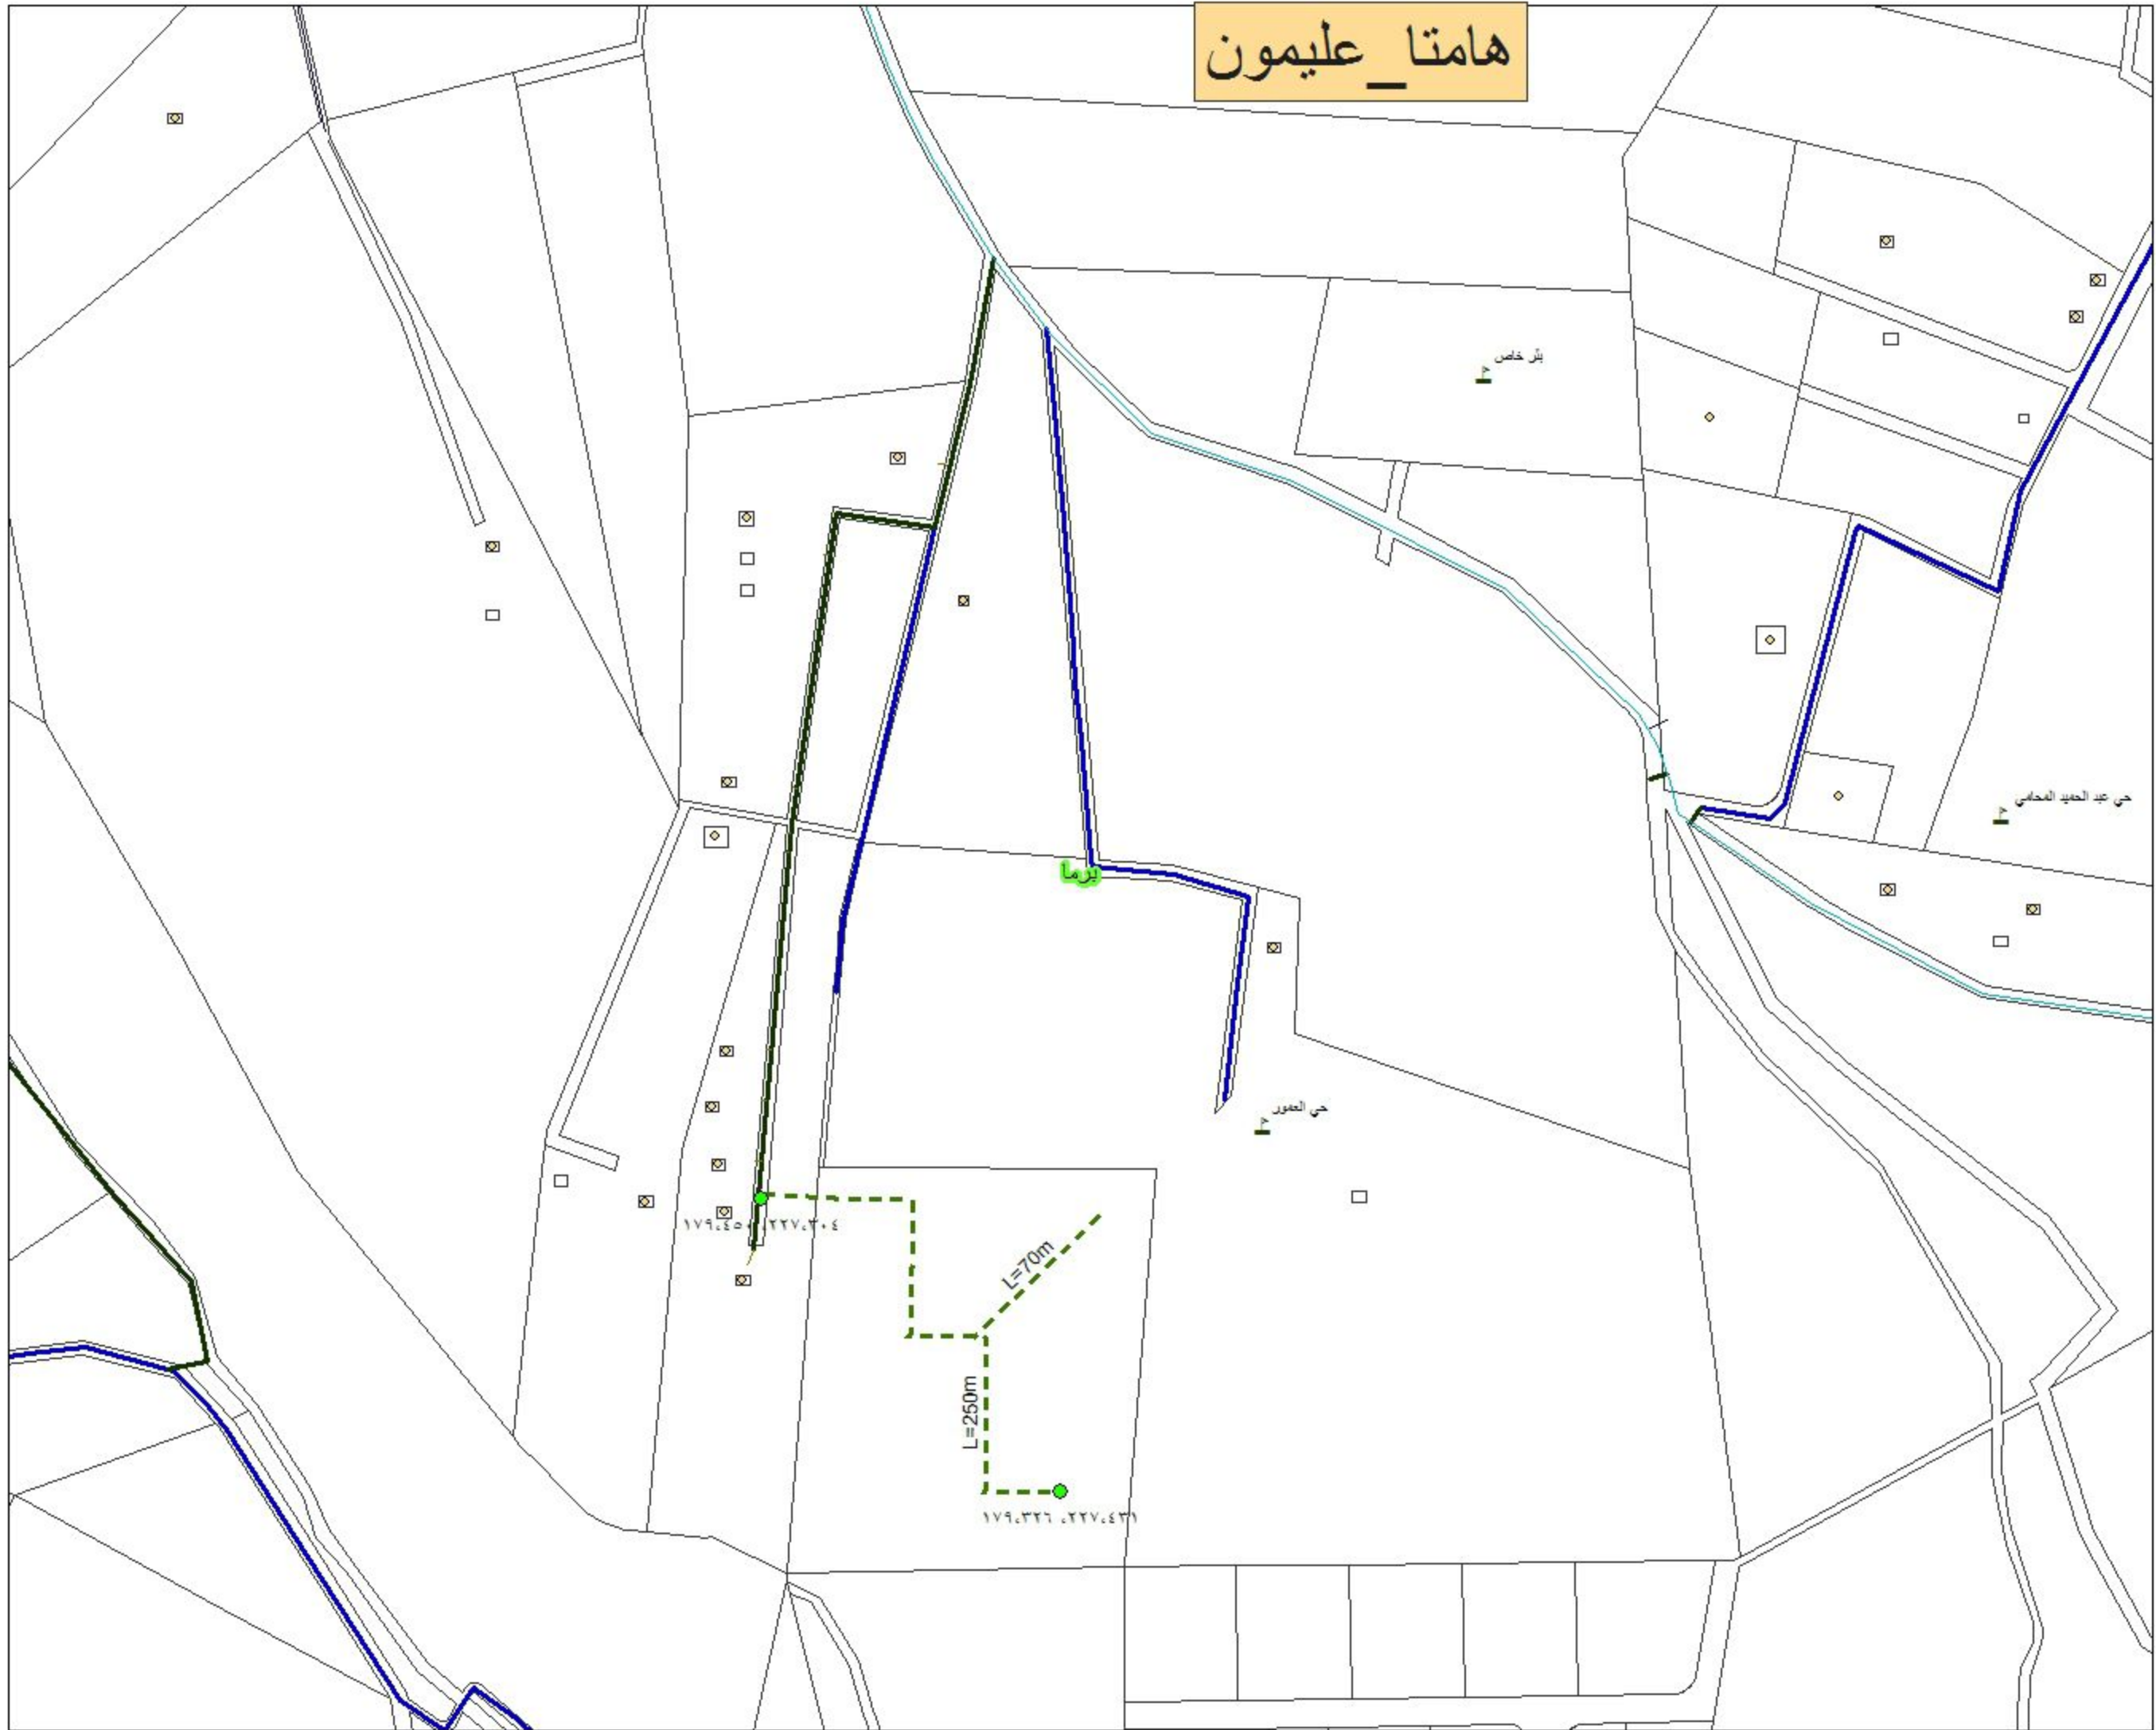 هامتا_عليمون
بئر خاص
حي عبد الحميد المحامي
برما
حي العمور
١٧٩،٤٥٠ ،٢٢٧،٣٠٤
L=70m
L=250m
١٧٩،٣٢٦ ،٢٢٧،٤٣١